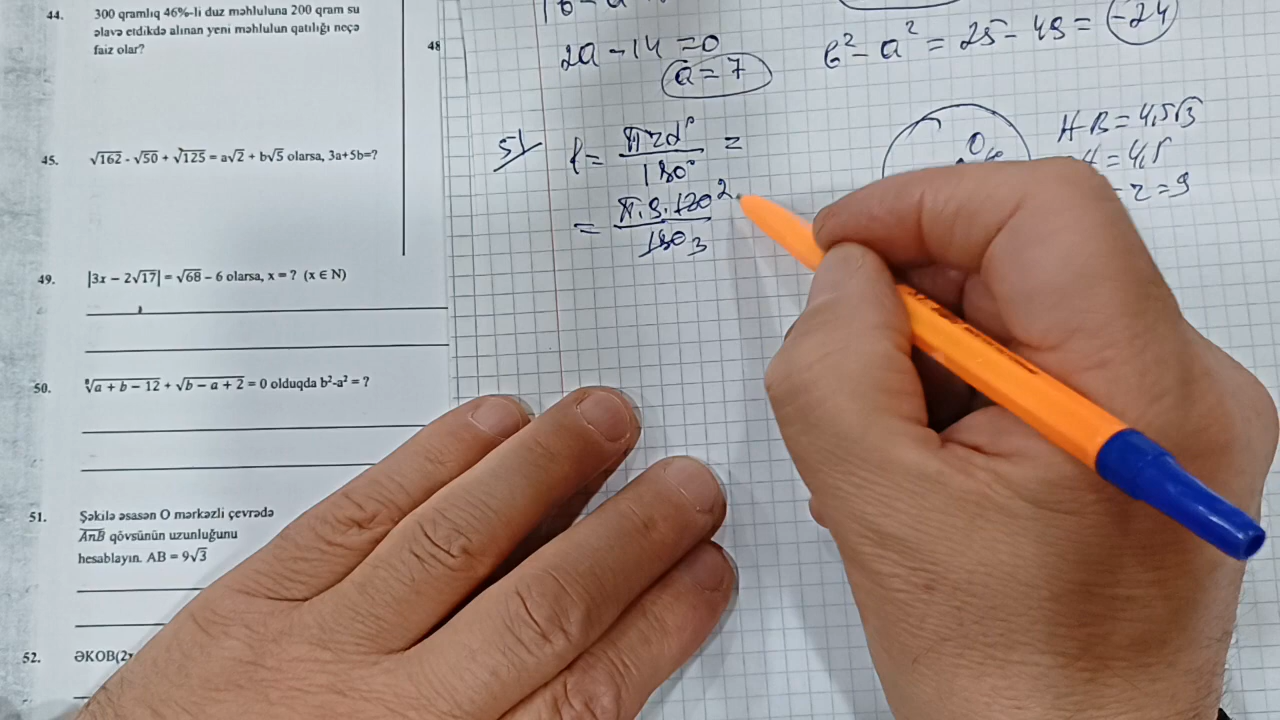 44. 300 qramlıq 46%-li duz məhluluna 200 qram su
əlavə etdikdə alınan yeni məhlulun qatılığı neçə
faiz olar?
48
45. √162 - √50 + √125 = a√2 + b√5 olarsa, 3a+5b=?
49. |3x − 2√17| = √68 − 6 olarsa, x = ? (x ∈ N)
50. √a + b − 12 + √b − a + 2 = 0 olduqda b²-a² = ?
51. Şəkilə əsasən O mərkəzli çevrədə
AnB qövsünün uzunluğunu
hesablayın. AB = 9√3
52. ƏKOB(2
2a − 14 = 0
a = 7
b² − a² = 25 − 49 = −24
51
ℓ = π r α° / 180° =
= π · 9 · 120 2 / 180 3
O
HB = 4,5√3
= 4,5
r = 9